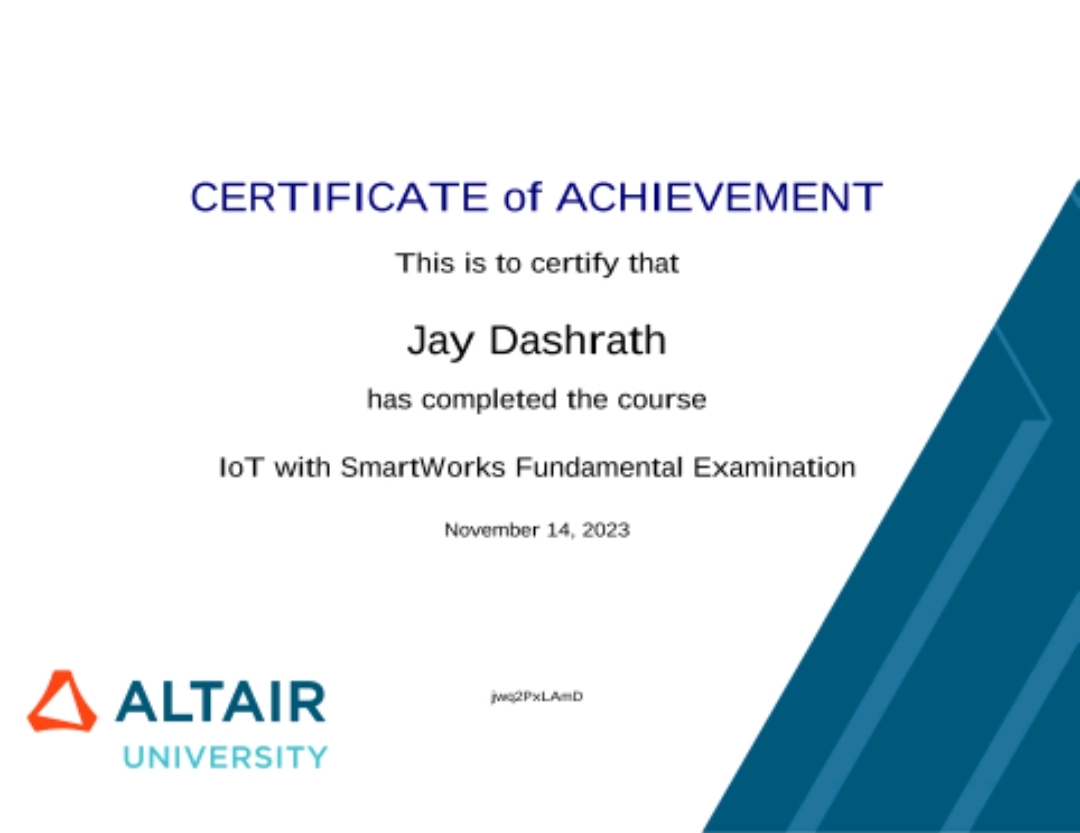 CERTIFICATE of ACHIEVEMENT
This is to certify that
Jay Dashrath
has completed the course
IoT with SmartWorks Fundamental Examination
November 14, 2023
jwq2PxLAmD
ALTAIR
UNIVERSITY